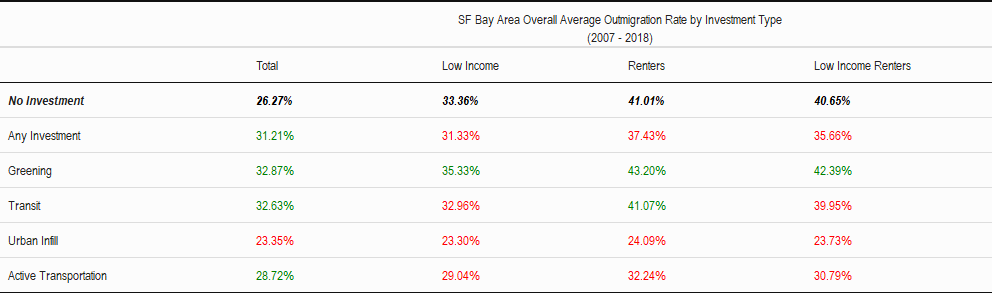 SF Bay Area Overall Average Outmigration Rate by Investment Type
(2007 - 2018)
Total Low Income Renters Low Income Renters
No Investment 26.27% 33.36% 41.01% 40.65%
Any Investment 31.21% 31.33% 37.43% 35.66%
Greening 32.87% 35.33% 43.20% 42.39%
Transit 32.63% 32.96% 41.07% 39.95%
Urban Infill 23.35% 23.30% 24.09% 23.73%
Active Transportation 28.72% 29.04% 32.24% 30.79%